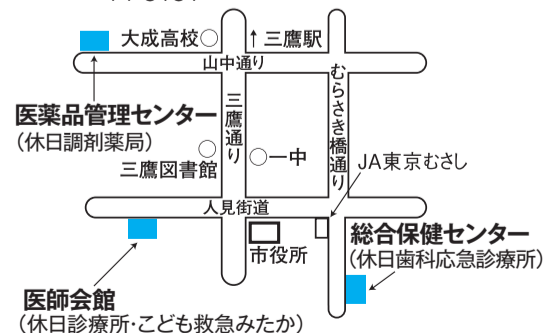 大成高校
↑三鷹駅
山中通り
医薬品管理センター
（休日調剤薬局）
三鷹通り
むらさき橋通り
三鷹図書館
一中
JA東京むさし
人見街道
市役所
総合保健センター
（休日歯科応急診療所）
医師会館
（休日診療所・こども救急みたか）